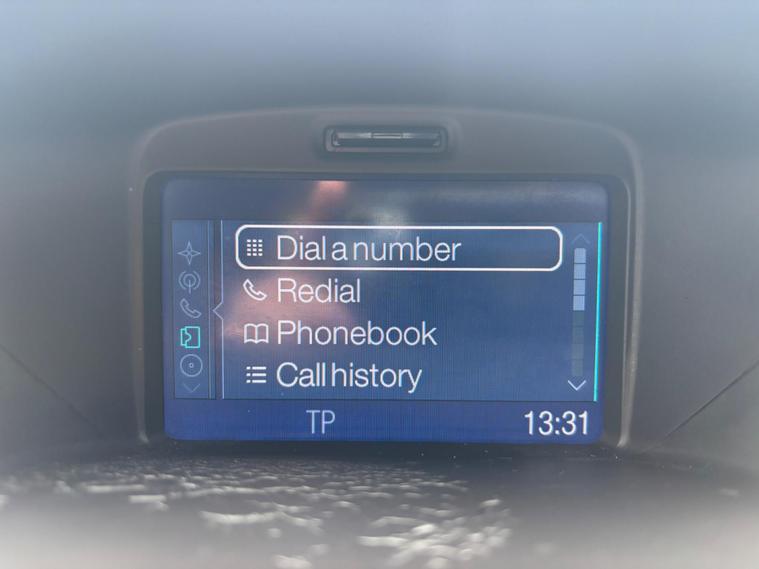 Dial a number
Redial
Phonebook
Call history
TP 13:31